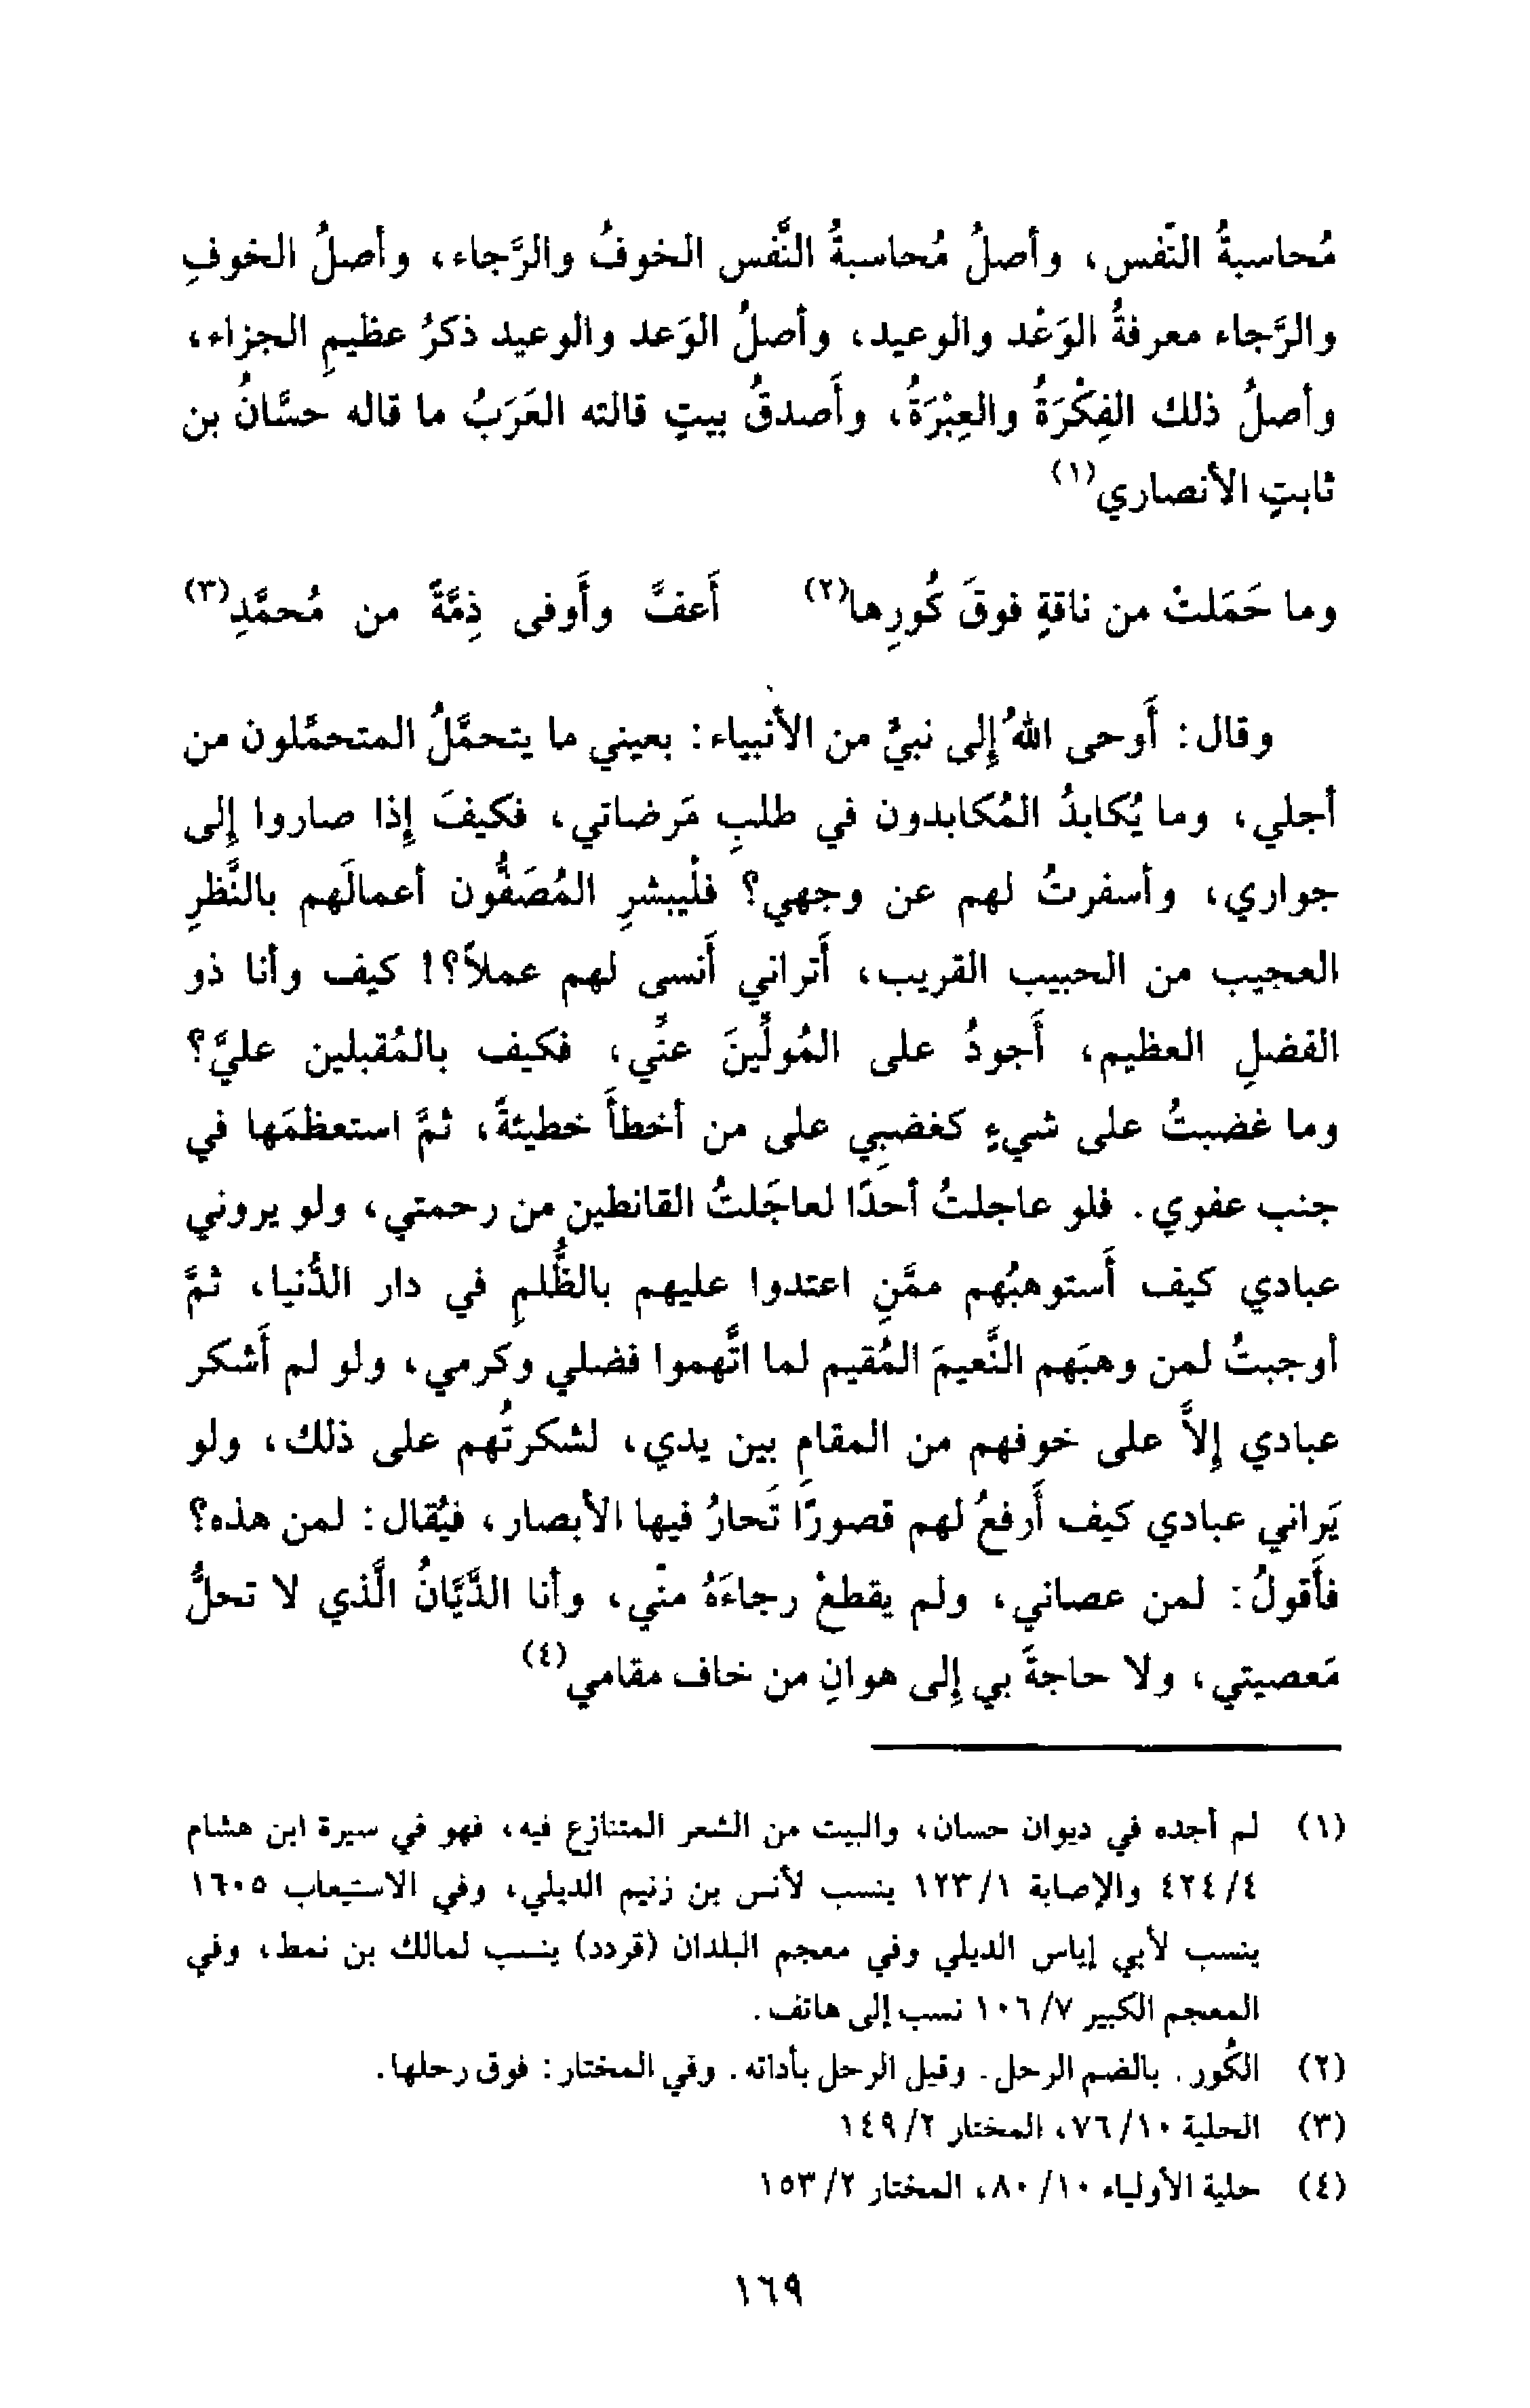 مُحاسبةُ النّفس، وأصلُ مُحاسبةُ النَّفس الخوفُ والرَّجاء، وأصلُ الخوفِ
والرَّجاء معرفةُ الوَعْد والوعيد، وأصلُ الوَعد والوعيد ذكرُ عظيمِ الجزاء،
وأصلُ ذلك الفِكْرَةُ والعِبْرَةُ، وأَصدقُ بيتٍ قالته العَرَبُ ما قاله حسَّانُ بن
ثابتٍ الأنصاري(١)
وما حَمَلتْ من ناقةٍ فوقَ كُورِها(٢) أَعفَّ وأَوفى ذِمَّةً من مُحمَّدِ(٣)
وقال: أَوحى اللهُ إِلى نبيٍّ من الأنبياء: بعيني ما يتحمَّلُ المتحمِّلون من
أجلي، وما يُكابدُ المُكابدون في طلبِ مَرضاتي، فكيفَ إِذا صاروا إِلى
جواري، وأسفرتُ لهم عن وجهي؟ فلْيبشرِ المُصَفُّون أعمالَهم بالنَّظرِ
العجيب من الحبيب القريب، أَتراني أَنسى لهم عملاً؟! كيف وأنا ذو
الفضلِ العظيم، أَجودُ على المُولِّينَ عنِّي، فكيف بالمُقبلين عليَّ؟
وما غضبتُ على شيءٍ كغضبِي على من أخطأَ خطيئةً، ثمَّ استعظمَها في
جنب عفوي. فلو عاجلتُ أحدًا لعاجَلتُ القانطين من رحمتي، ولو يروني
عبادي كيف أَستوهبُهم ممَّنِ اعتدوا عليهم بالظُّلمِ في دار الدُّنيا، ثمَّ
أوجبتُ لمن وهبَهم النَّعيمَ المُقيم لما اتَّهموا فضلي وكرمي، ولو لم أَشكر
عبادي إِلاَّ على خوفهم من المقامِ بين يدي، لشكرتُهم على ذلك، ولو
يَراني عبادي كيف أَرفعُ لهم قصورًا تَحارُ فيها الأبصار، فيُقال: لمن هذه؟
فأَقولُ: لمن عصاني، ولم يقطعْ رجاءَهُ منّي، وأنا الدَّيَّانُ الَّذي لا تحلُّ
مَعصيتي، ولا حاجةَ بي إِلى هوانِ من خاف مقامي(٤)
(١) لم أجده في ديوان حسان، والبيت من الشعر المتنازع فيه، فهو في سيرة ابن هشام
٤/ ٤٢٤ والإصابة ١/ ١٢٣ ينسب لأنس بن زنيم الديلي، وفي الاستيعاب ١٦٠٥
ينسب لأبي إياس الديلي وفي معجم البلدان (قردد) ينسب لمالك بن نمط، وفي
المعجم الكبير ٧/ ١٠٦ نسب إلى هاتف.
(٢) الكُور. بالضم الرحل. وقيل الرحل بأداته. وفي المختار: فوق رحلها.
(٣) الحلية ١٠/ ٧٦، المختار ٢/ ١٤٩
(٤) حلية الأولياء ١٠/ ٨٠، المختار ٢/ ١٥٣
١٦٩